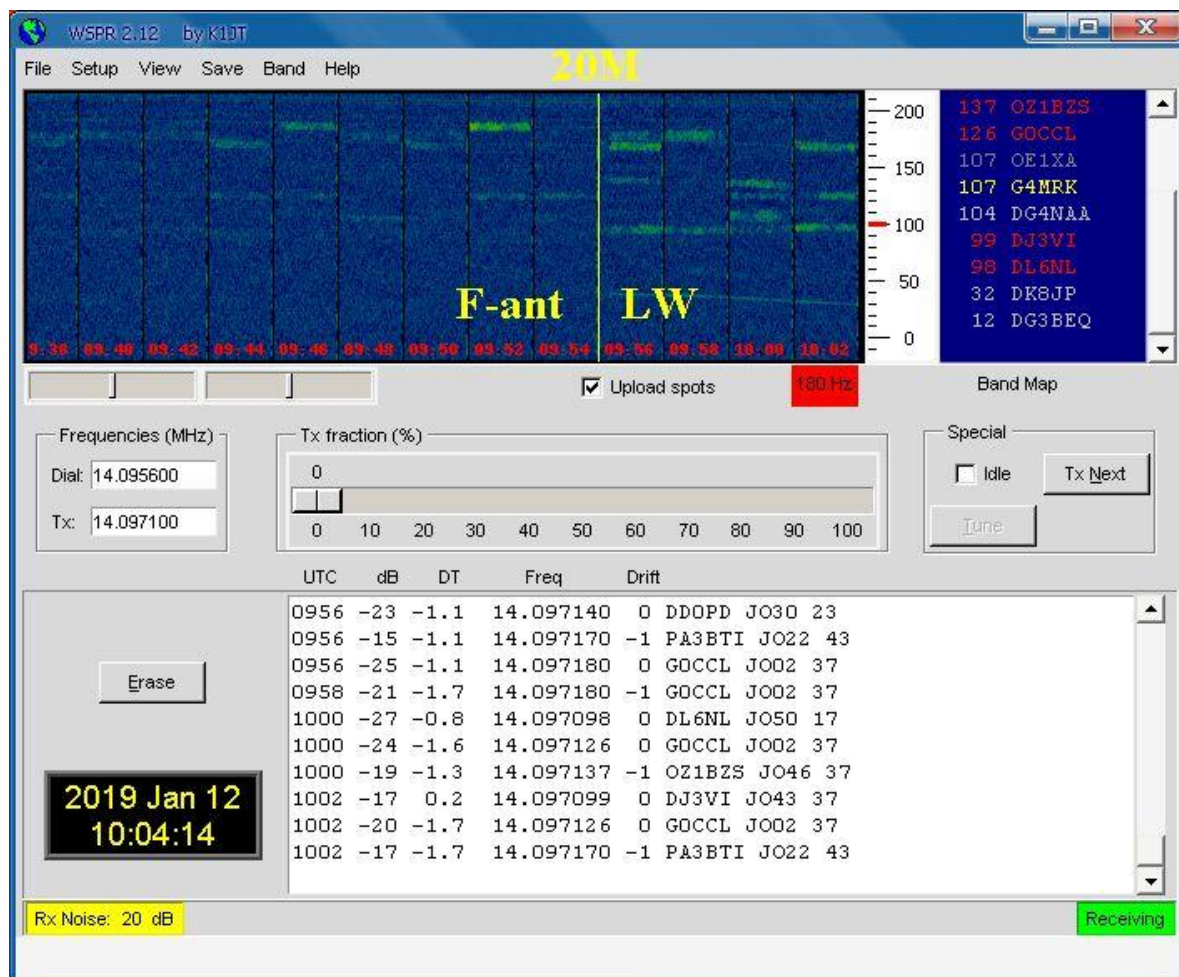 WSPR 2.12 by K1JT
File Setup View Save Band Help
20M
200
150
100
50
0
F-ant LW
9:38 09:40 09:42 09:44 09:46 09:48 09:50 09:52 09:54 09:56 09:58 10:00 10:02
137 OZ1BZS
126 G0CCL
107 OE1XA
107 G4MRK
104 DG4NAA
99 DJ3VI
98 DL6NL
32 DK8JP
12 DG3BEQ
Upload spots
180 Hz
Band Map
Frequencies (MHz)
Dial: 14.095600
Tx: 14.097100
Tx fraction (%)
0
0 10 20 30 40 50 60 70 80 90 100
Special
Idle
Tx Next
Tune
UTC dB DT Freq Drift
0956 -23 -1.1 14.097140 0 DD0PD JO30 23
0956 -15 -1.1 14.097170 -1 PA3BTI JO22 43
0956 -25 -1.1 14.097180 0 G0CCL JO02 37
0958 -21 -1.7 14.097180 -1 G0CCL JO02 37
1000 -27 -0.8 14.097098 0 DL6NL JO50 17
1000 -24 -1.6 14.097126 0 G0CCL JO02 37
1000 -19 -1.3 14.097137 -1 OZ1BZS JO46 37
1002 -17 0.2 14.097099 0 DJ3VI JO43 37
1002 -20 -1.7 14.097126 0 G0CCL JO02 37
1002 -17 -1.7 14.097170 -1 PA3BTI JO22 43
Erase
2019 Jan 12
10:04:14
Rx Noise: 20 dB
Receiving